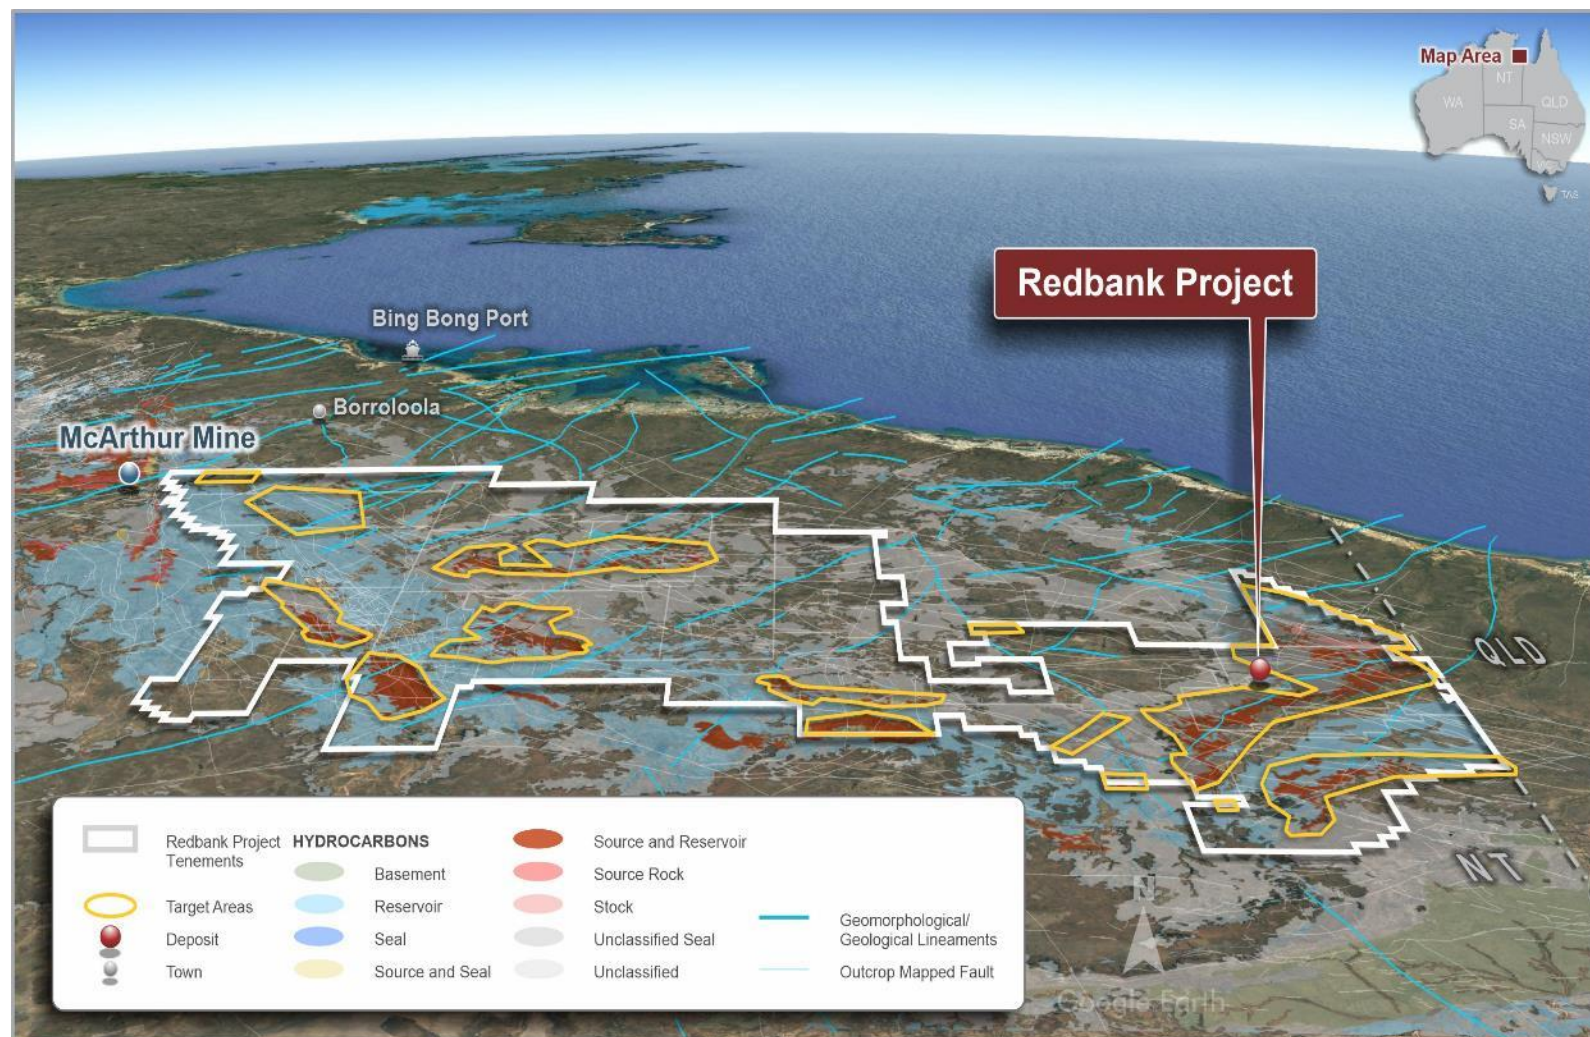 Map Area
NT
WA
QLD
SA
NSW
TAS
Redbank Project
Bing Bong Port
Borroloola
McArthur Mine
QLD
NT
Redbank Project
Tenements
Target Areas
Deposit
Town
HYDROCARBONS
Basement
Reservoir
Seal
Source and Seal
Source and Reservoir
Source Rock
Stock
Unclassified Seal
Unclassified
Geomorphological/
Geological Lineaments
Outcrop Mapped Fault
N
Google Earth